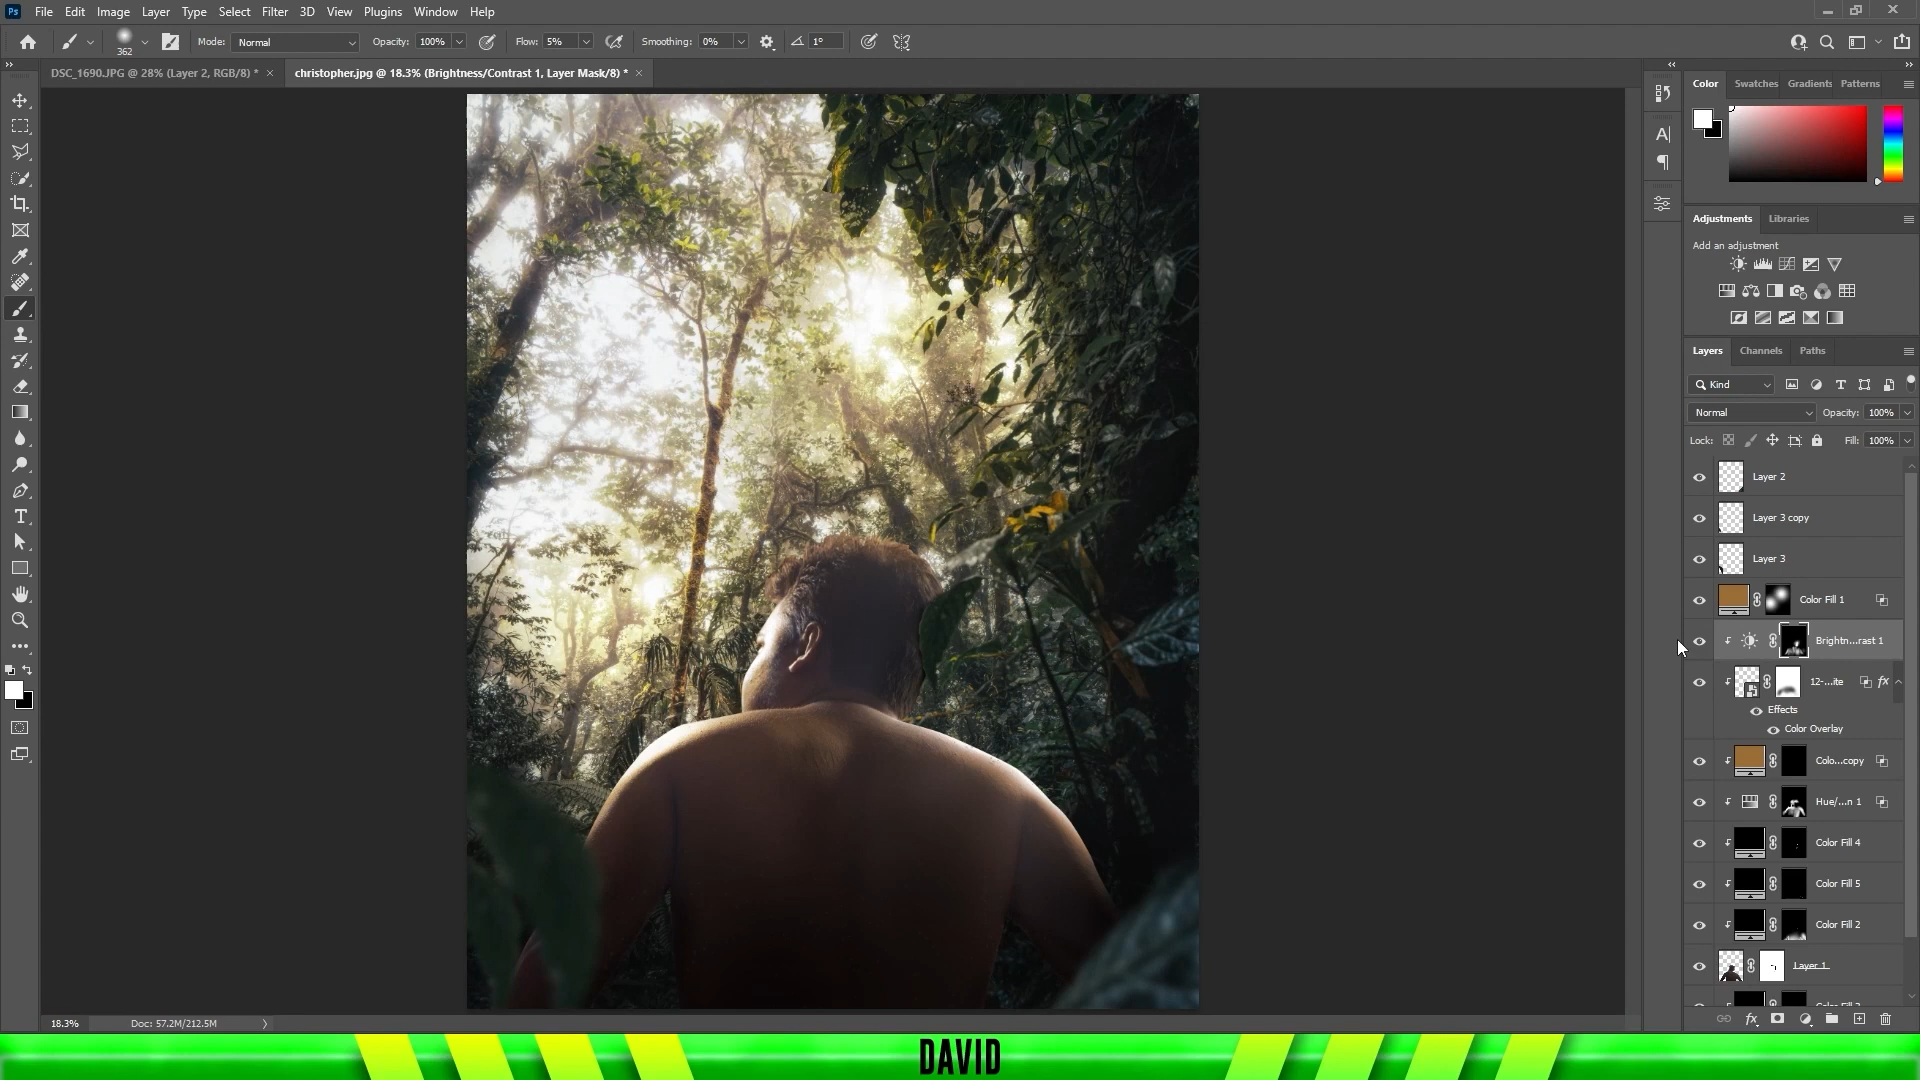 Ps File Edit Image Layer Type Select Filter 3D View Plugins Window Help
362 Mode: Normal Opacity: 100% Flow: 5% Smoothing: 0% 1°
DSC_1690.JPG @ 28% (Layer 2, RGB/8) * × christopher.jpg @ 18.3% (Brightness/Contrast 1, Layer Mask/8) * ×
Color Swatches Gradients Patterns
Adjustments Libraries
Add an adjustment
Layers Channels Paths
Kind
Normal Opacity: 100%
Lock: Fill: 100%
Layer 2
Layer 3 copy
Layer 3
Color Fill 1
Brightn...rast 1
12-...ite fx
Effects
Color Overlay
Colo...copy
Hue/...n 1
Color Fill 4
Color Fill 5
Color Fill 2
Layer 1
18.3% Doc: 57.2M/212.5M
DAVID